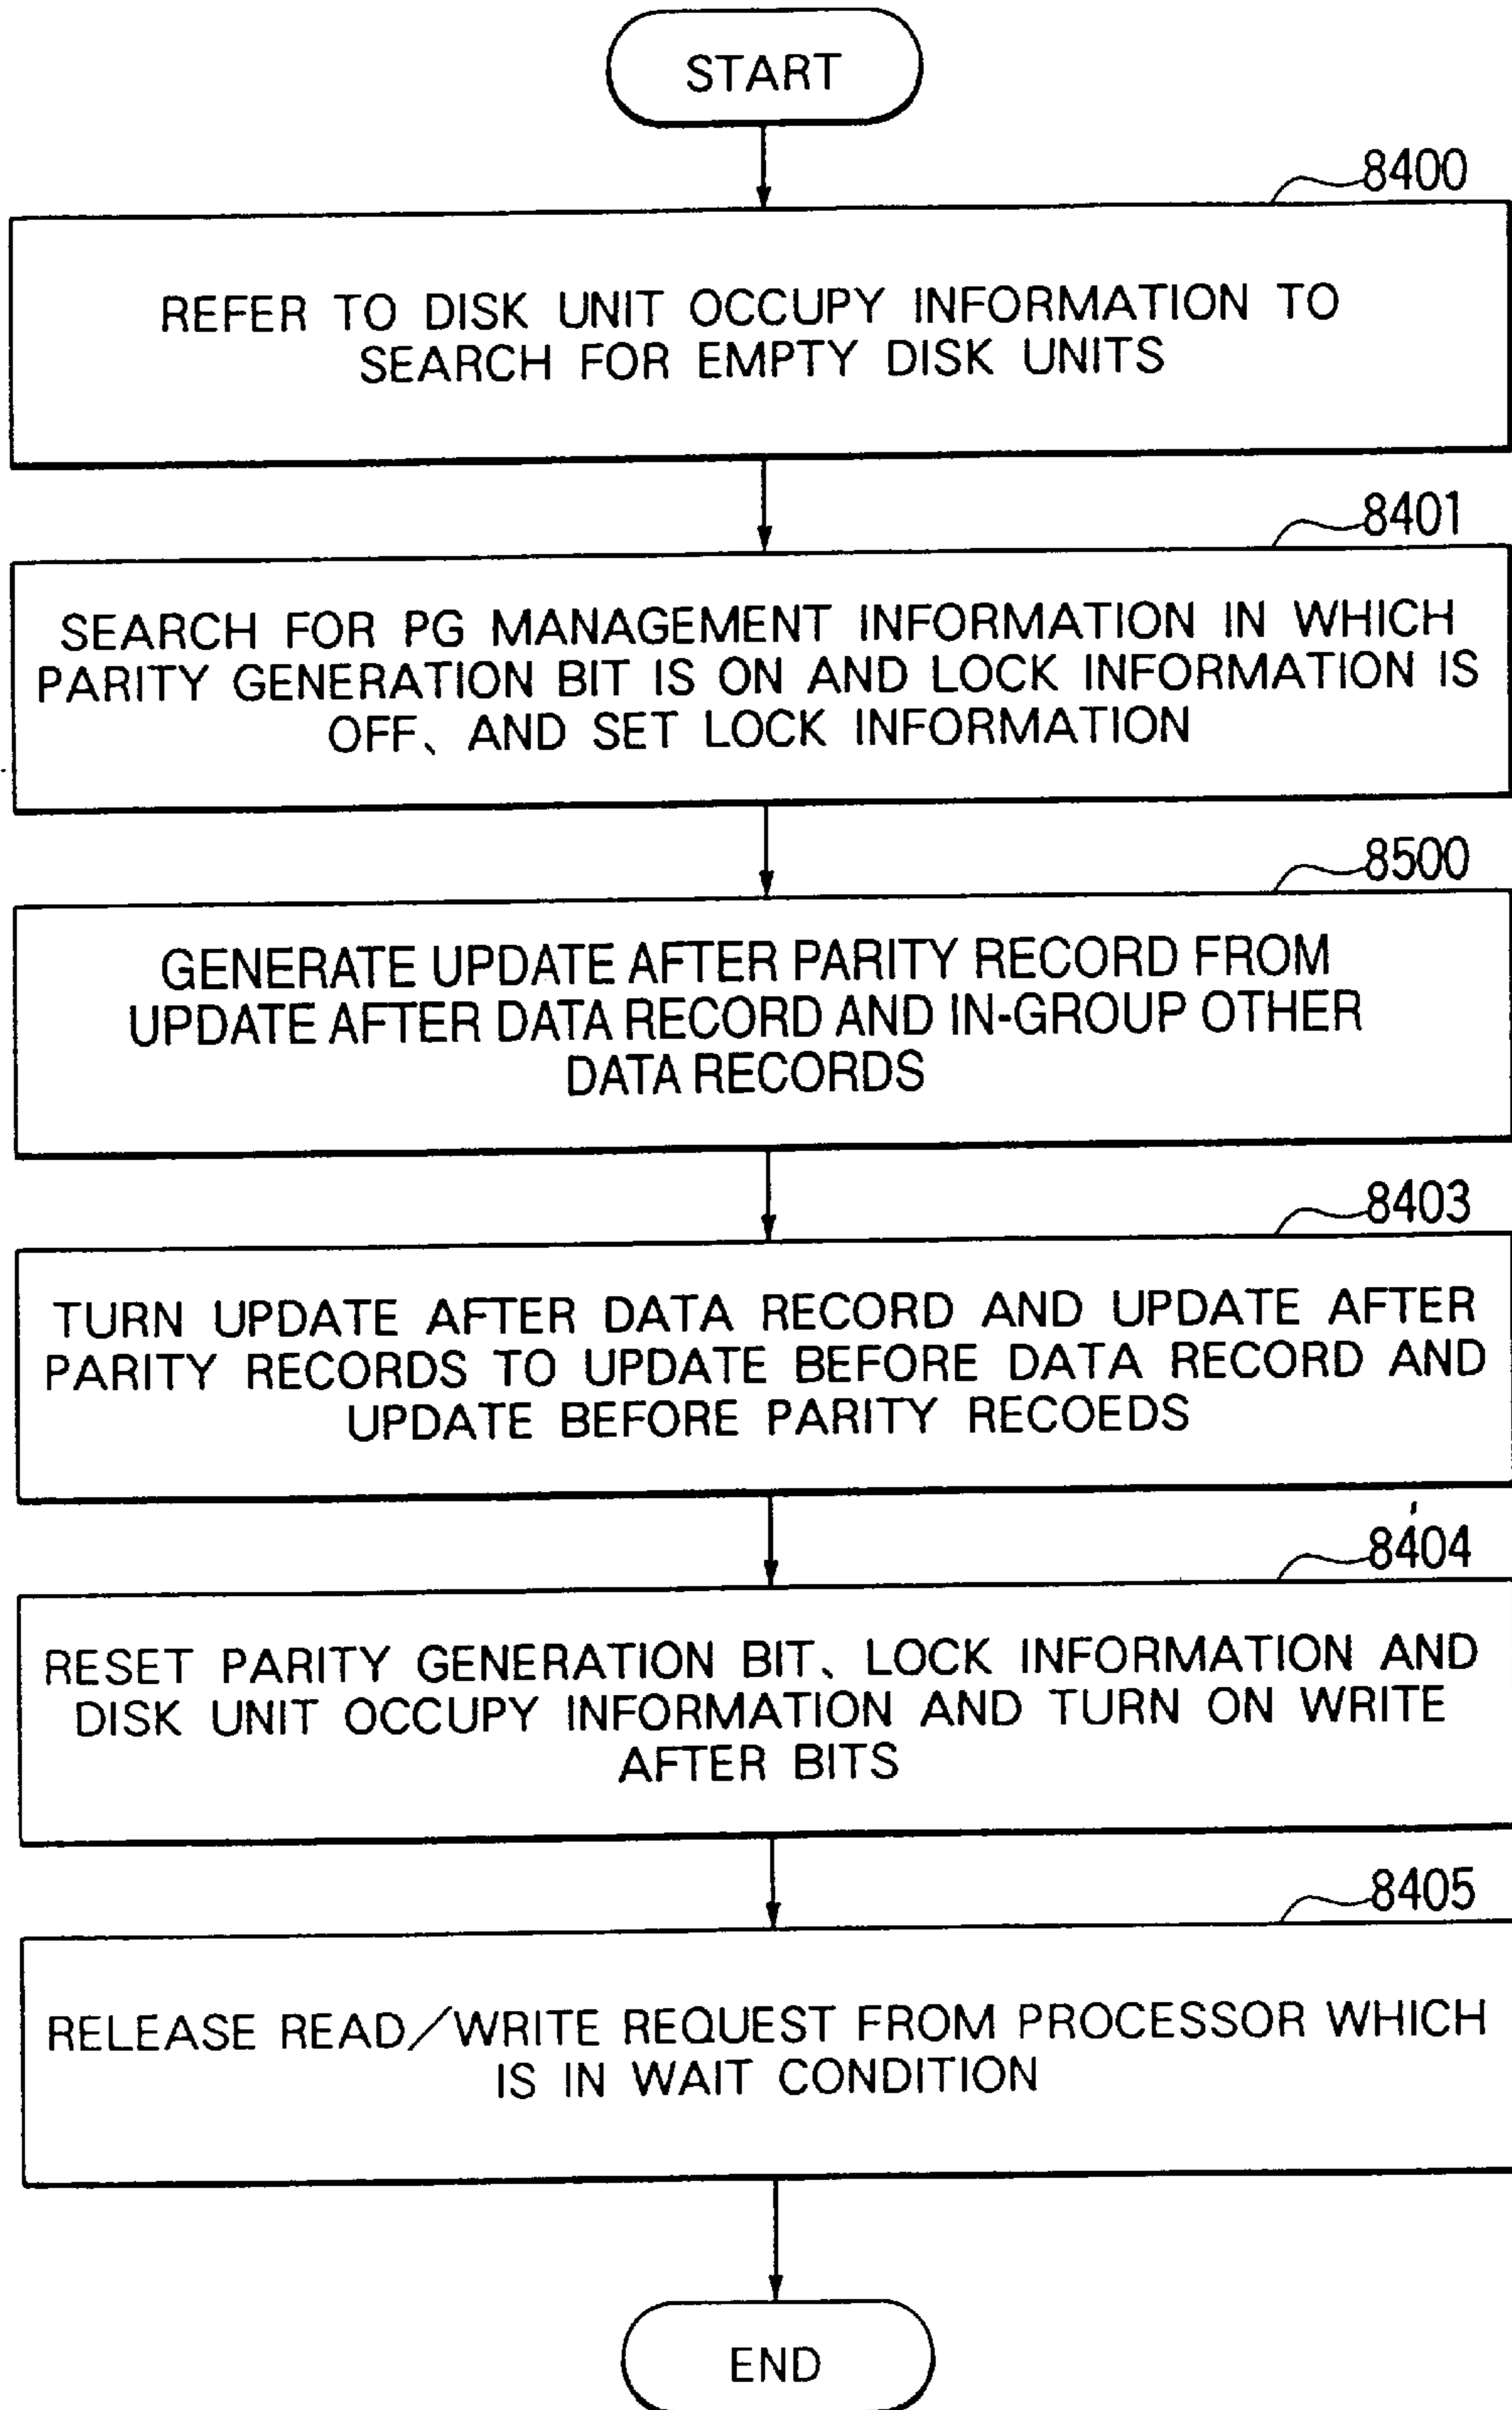 START
8400
REFER TO DISK UNIT OCCUPY INFORMATION TO
SEARCH FOR EMPTY DISK UNITS
8401
SEARCH FOR PG MANAGEMENT INFORMATION IN WHICH
PARITY GENERATION BIT IS ON AND LOCK INFORMATION IS
OFF、 AND SET LOCK INFORMATION
8500
GENERATE UPDATE AFTER PARITY RECORD FROM
UPDATE AFTER DATA RECORD AND IN-GROUP OTHER
DATA RECORDS
8403
TURN UPDATE AFTER DATA RECORD AND UPDATE AFTER
PARITY RECORDS TO UPDATE BEFORE DATA RECORD AND
UPDATE BEFORE PARITY RECOEDS
8404
RESET PARITY GENERATION BIT、 LOCK INFORMATION AND
DISK UNIT OCCUPY INFORMATION AND TURN ON WRITE
AFTER BITS
8405
RELEASE READ/WRITE REQUEST FROM PROCESSOR WHICH
IS IN WAIT CONDITION
END